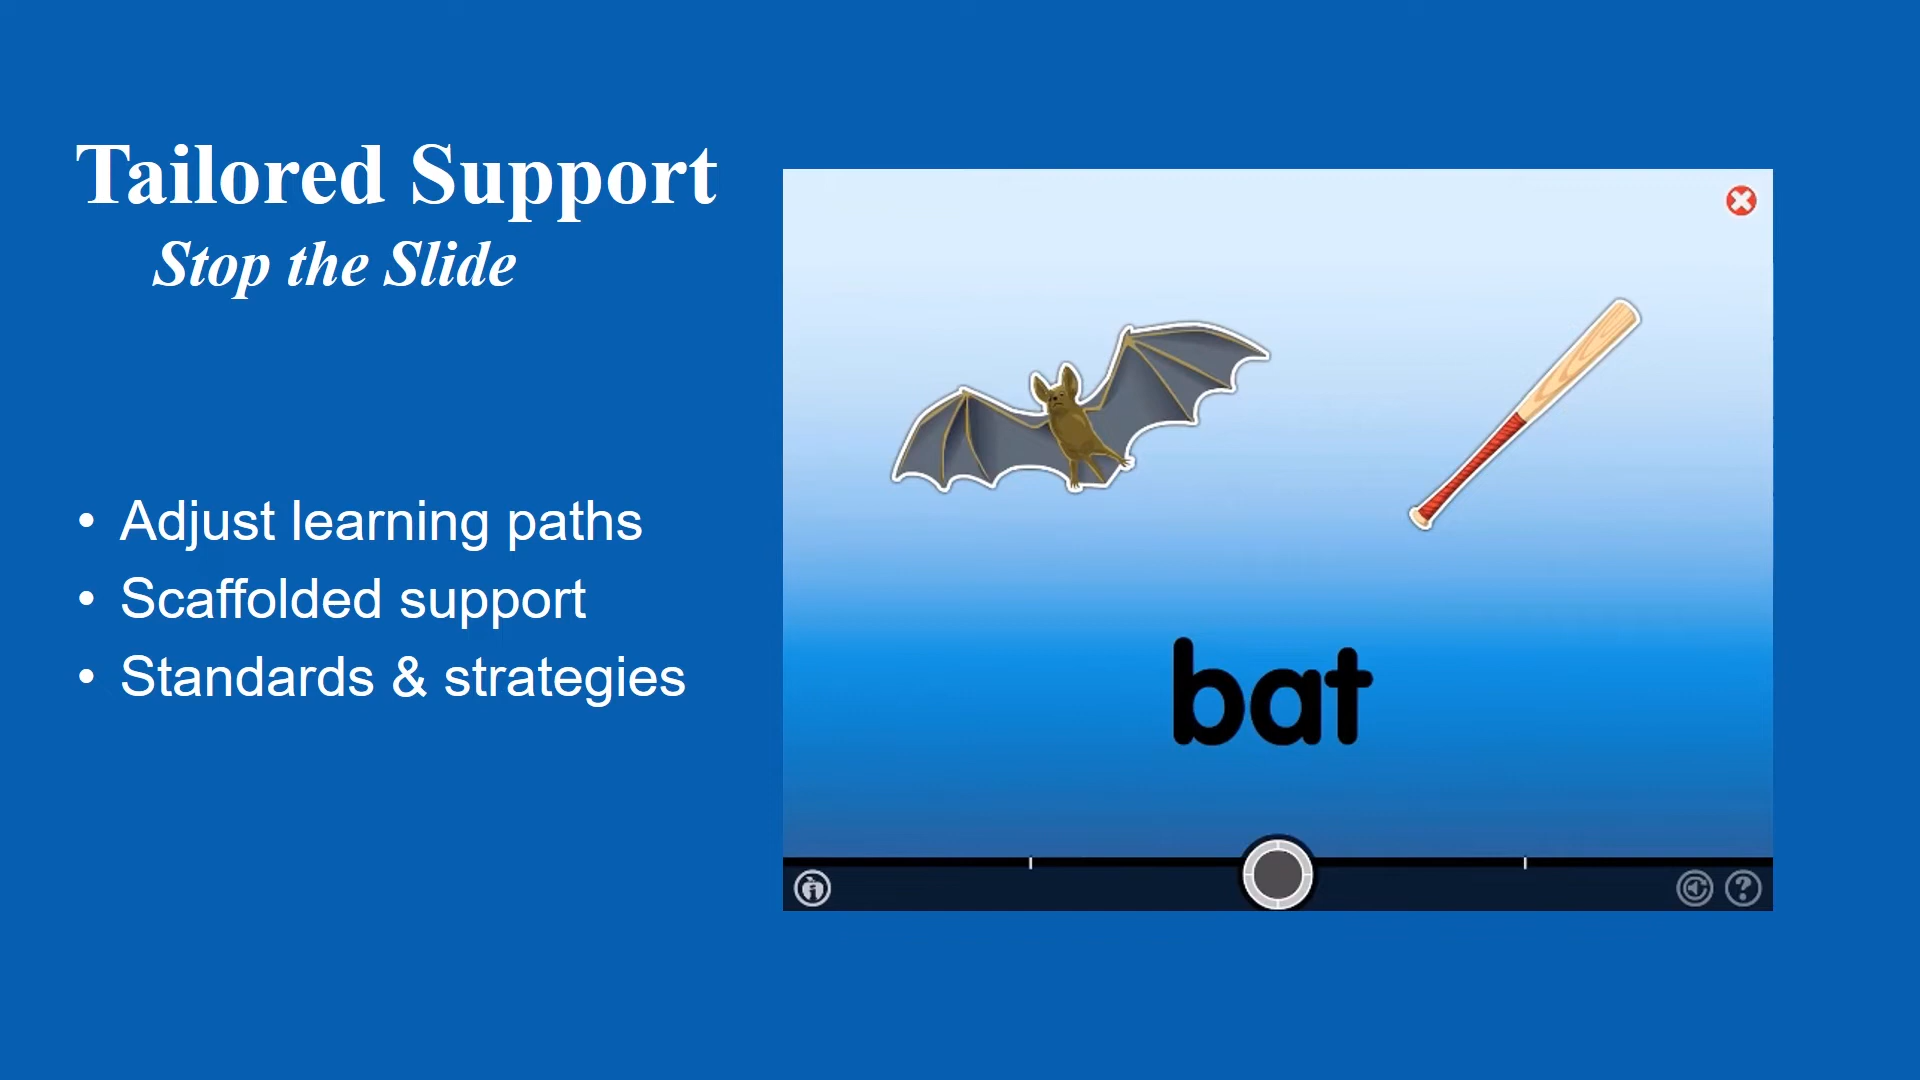 Tailored Support
Stop the Slide
• Adjust learning paths
• Scaffolded support
• Standards & strategies
bat